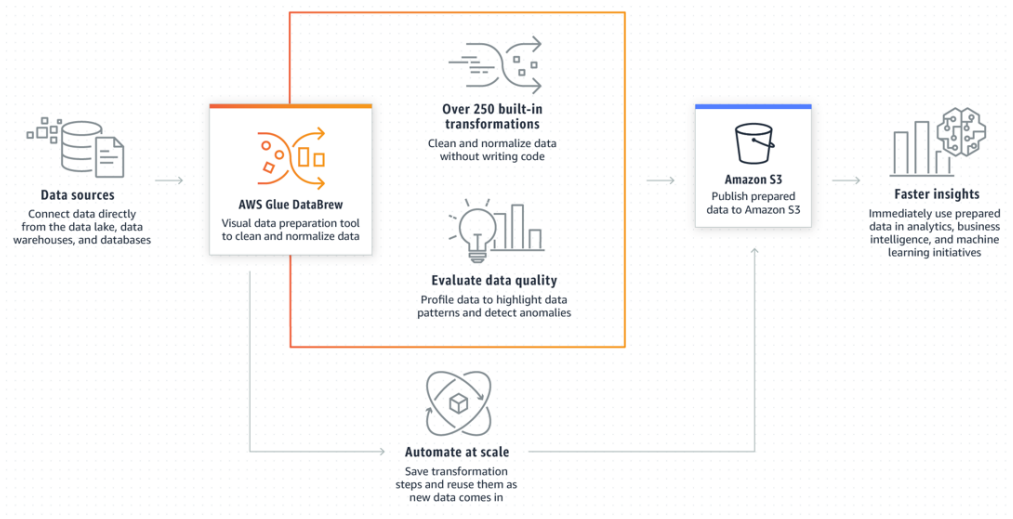 Data sources
Connect data directly
from the data lake, data
warehouses, and databases
AWS Glue DataBrew
Visual data preparation tool
to clean and normalize data
Over 250 built-in
transformations
Clean and normalize data
without writing code
Evaluate data quality
Profile data to highlight data
patterns and detect anomalies
Automate at scale
Save transformation
steps and reuse them as
new data comes in
Amazon S3
Publish prepared
data to Amazon S3
Faster insights
Immediately use prepared
data in analytics, business
intelligence, and machine
learning initiatives